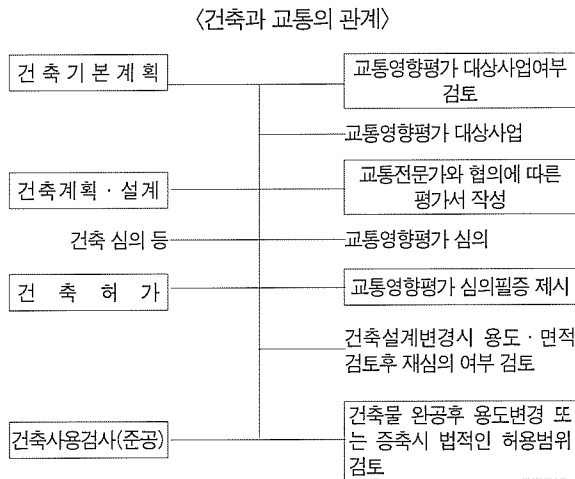 〈건축과 교통의 관계〉
건 축 기 본 계 획
교통영향평가 대상사업여부
검토
교통영향평가 대상사업
건축계획 · 설계
교통전문가와 협의에 따른
평가서 작성
건축 심의 등
교통영향평가 심의
건 축 허 가
교통영향평가 심의필증 제시
건축설계변경시 용도 · 면적
검토후 재심의 여부 검토
건축사용검사(준공)
건축물 완공후 용도변경 또
는 증축시 법적인 허용범위
검토